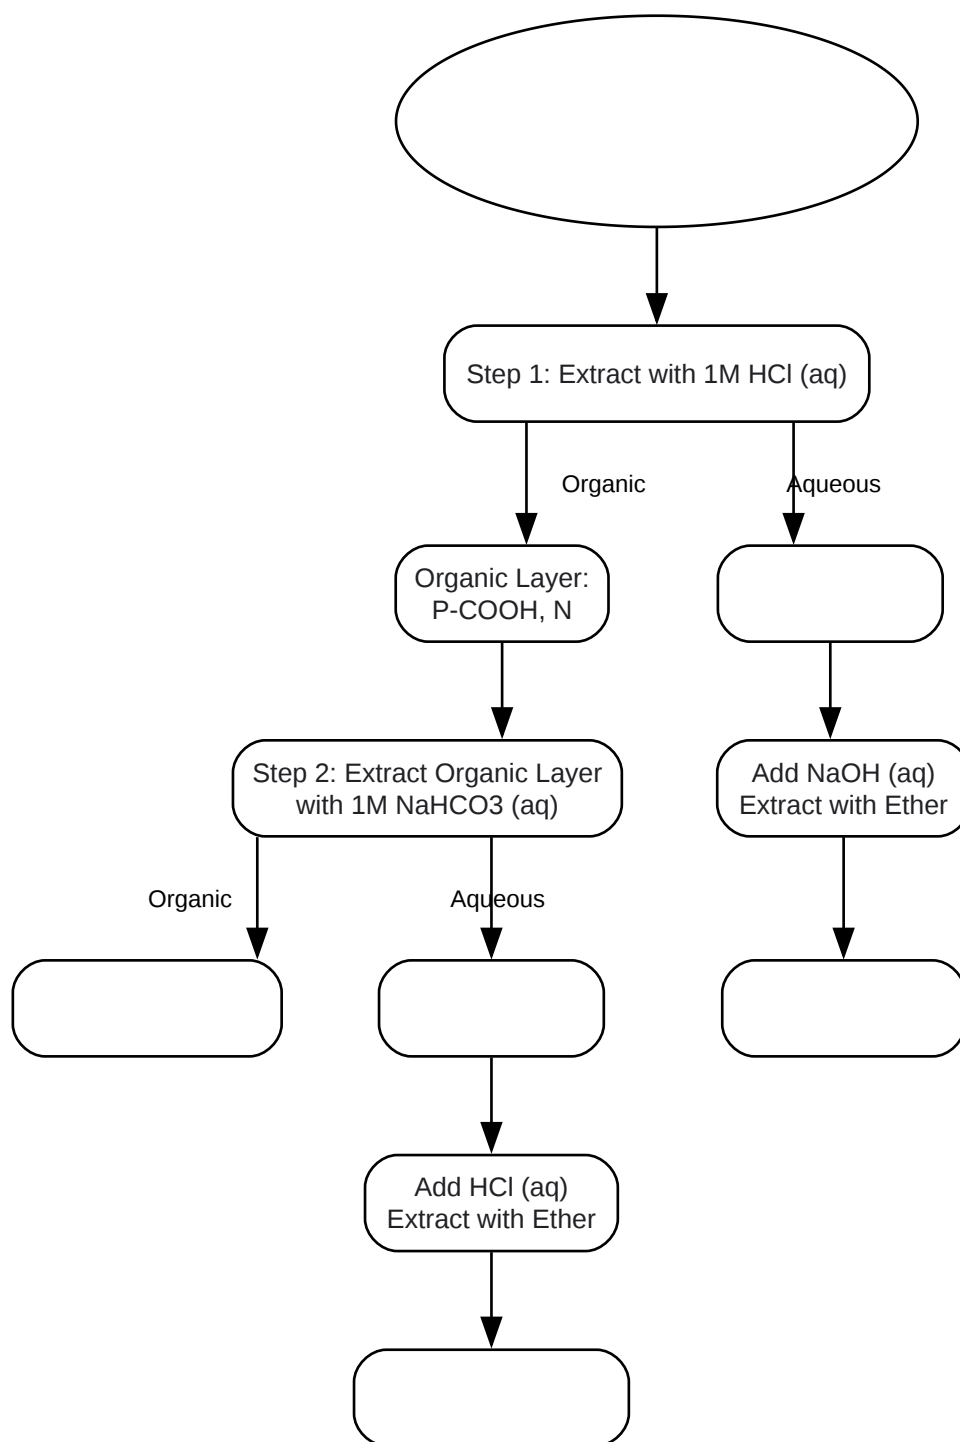 Step 1: Extract with 1M HCl (aq)
Organic
Aqueous
Organic Layer:
P-COOH, N
Step 2: Extract Organic Layer
with 1M NaHCO3 (aq)
Add NaOH (aq)
Extract with Ether
Organic
Aqueous
Add HCl (aq)
Extract with Ether